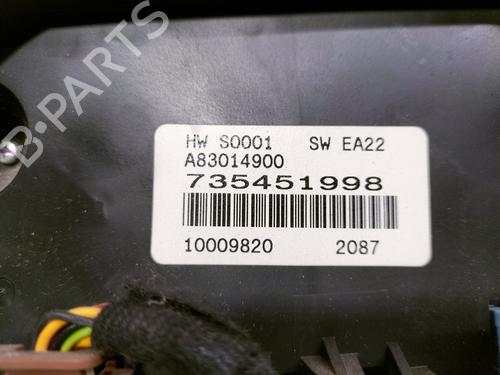 B-PARTS
HW S0001 SW EA22
A83014900
735451998
10009820 2087